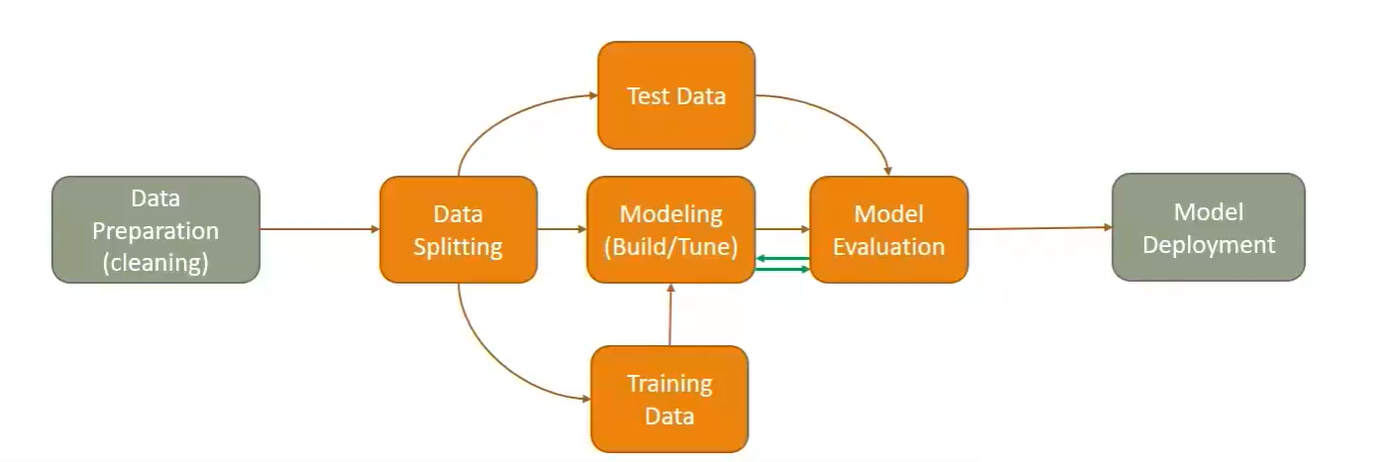 Test Data
Data
Preparation
(cleaning)
Data
Splitting
Modeling
(Build/Tune)
Model
Evaluation
Model
Deployment
Training
Data